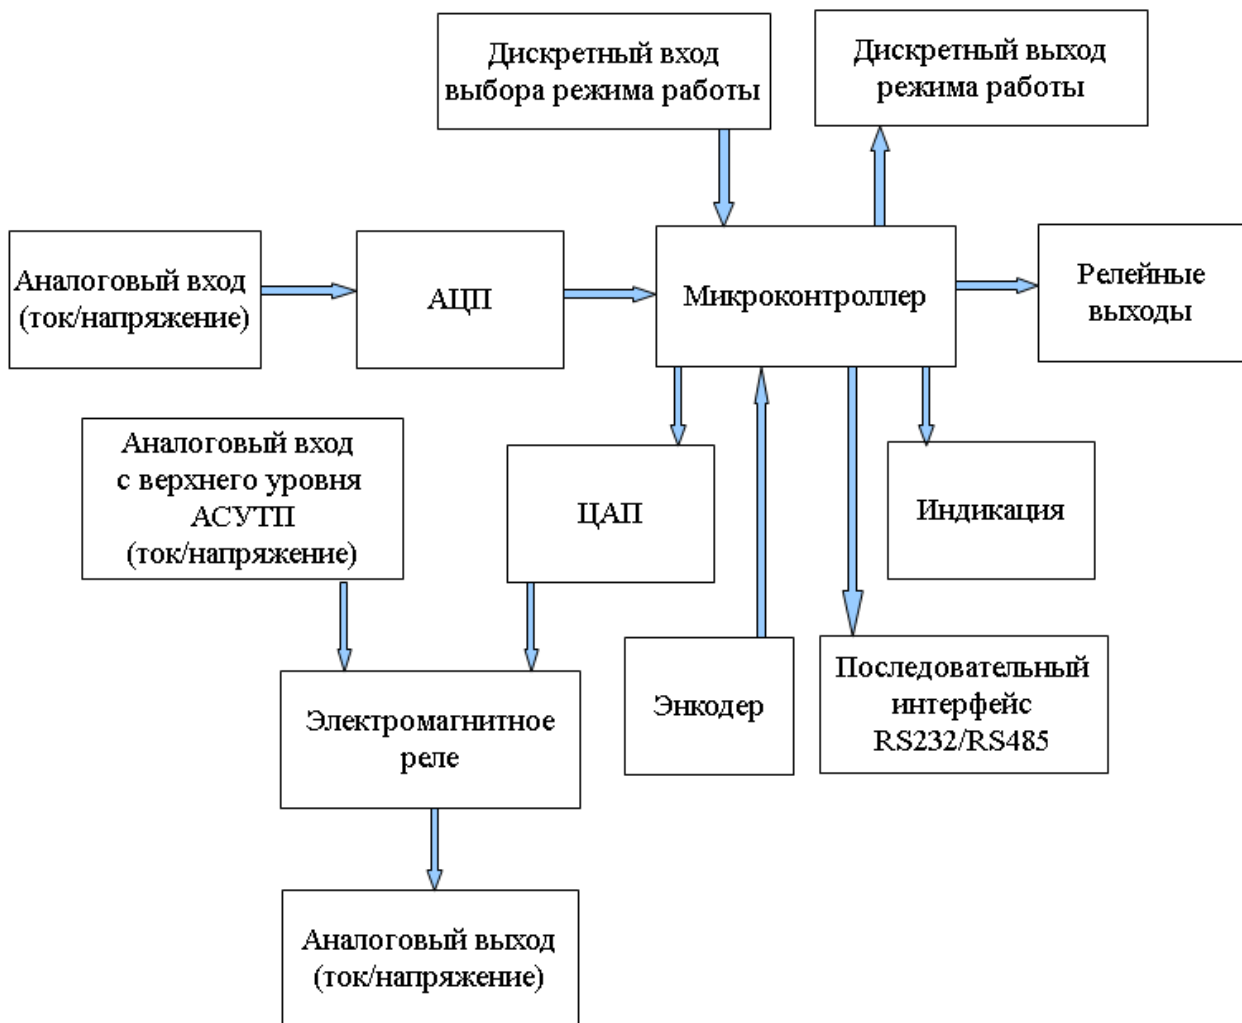 Дискретный вход
выбора режима работы
Дискретный выход
режима работы
Аналоговый вход
(ток/напряжение)
АЦП
Микроконтроллер
Релейные
выходы
Аналоговый вход
с верхнего уровня
АСУТП
(ток/напряжение)
ЦАП
Индикация
Электромагнитное
реле
Энкодер
Последовательный
интерфейс
RS232/RS485
Аналоговый выход
(ток/напряжение)